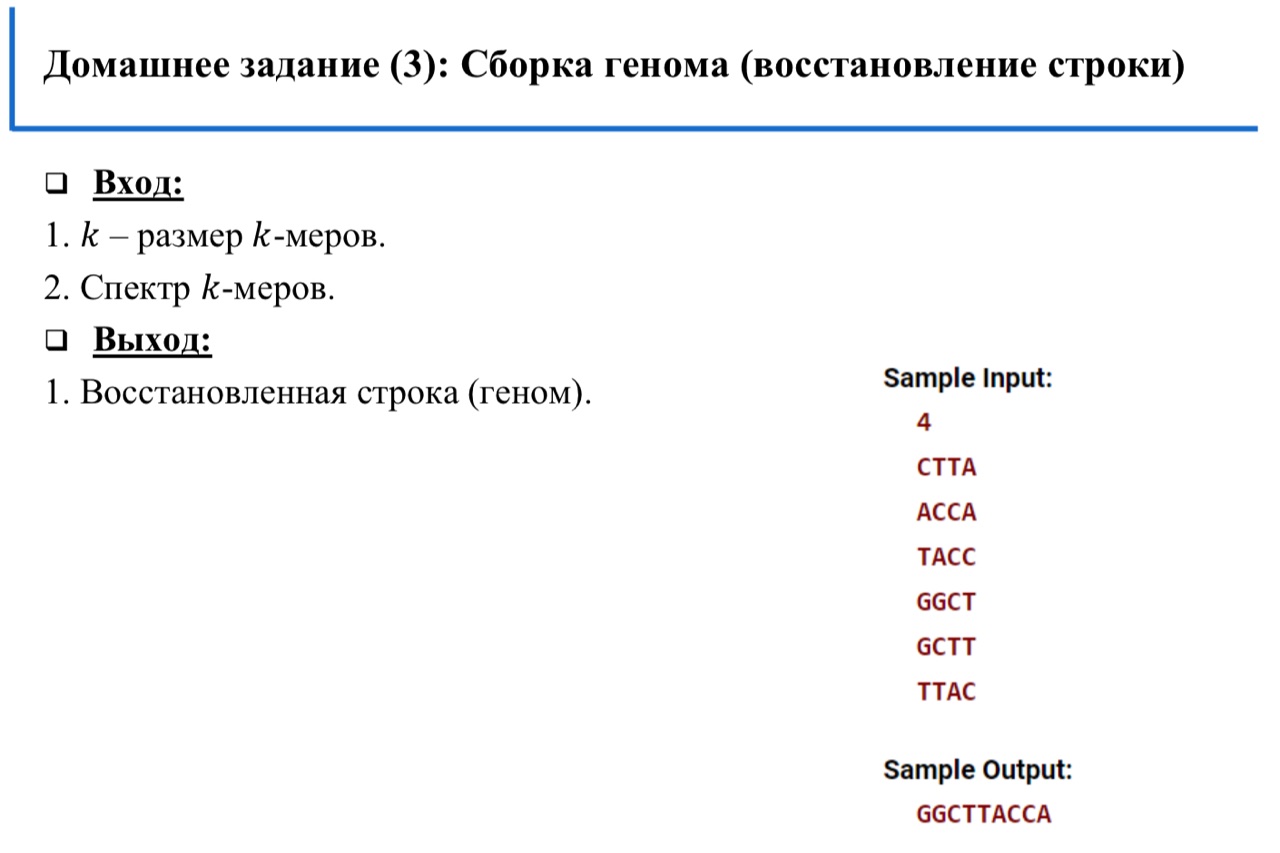 Домашнее задание (3): Сборка генома (восстановление строки)
❑ Вход:
1. k – размер k-меров.
2. Спектр k-меров.
❑ Выход:
1. Восстановленная строка (геном).
Sample Input:
4
CTTA
ACCA
TACC
GGCT
GCTT
TTAC
Sample Output:
GGCTTACCA